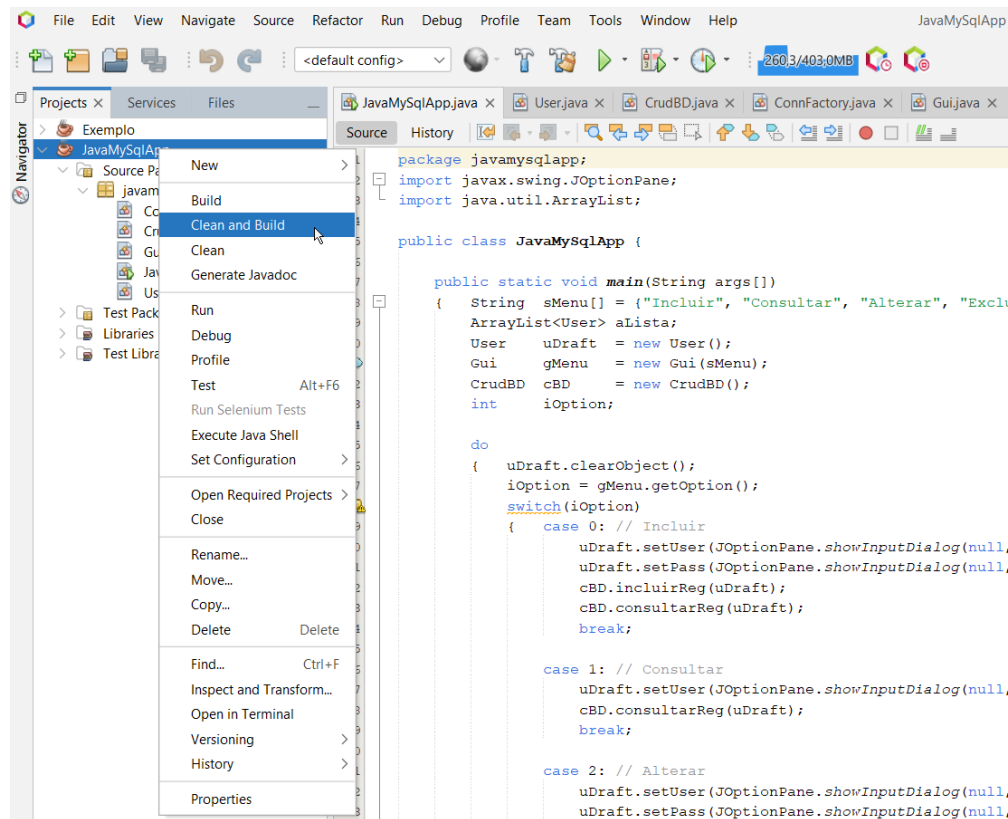 File Edit View Navigate Source Refactor Run Debug Profile Team Tools Window Help JavaMySqlApp
<default config> 260,3/403,0MB
Projects Services Files
JavaMySqlApp.java User.java CrudBD.java ConnFactory.java Gui.java
Source History
Navigator
Exemplo
JavaMySqlApp
Source Pa
javam
Co
Cru
Gu
Jav
Us
Test Pack
Libraries
Test Libra
New
Build
Clean and Build
Clean
Generate Javadoc
Run
Debug
Profile
Test Alt+F6
Run Selenium Tests
Execute Java Shell
Set Configuration
Open Required Projects
Close
Rename...
Move...
Copy...
Delete Delete
Find... Ctrl+F
Inspect and Transform...
Open in Terminal
Versioning
History
Properties
package javamysqlapp;
import javax.swing.JOptionPane;
import java.util.ArrayList;
public class JavaMySqlApp {
public static void main(String args[])
{ String sMenu[] = {"Incluir", "Consultar", "Alterar", "Exclu
ArrayList<User> aLista;
User uDraft = new User();
Gui gMenu = new Gui(sMenu);
CrudBD cBD = new CrudBD();
int iOption;
do
{ uDraft.clearObject();
iOption = gMenu.getOption();
switch(iOption)
{ case 0: // Incluir
uDraft.setUser(JOptionPane.showInputDialog(null,
uDraft.setPass(JOptionPane.showInputDialog(null,
cBD.incluirReg(uDraft);
cBD.consultarReg(uDraft);
break;
case 1: // Consultar
uDraft.setUser(JOptionPane.showInputDialog(null,
cBD.consultarReg(uDraft);
break;
case 2: // Alterar
uDraft.setUser(JOptionPane.showInputDialog(null,
uDraft.setPass(JOptionPane.showInputDialog(null,